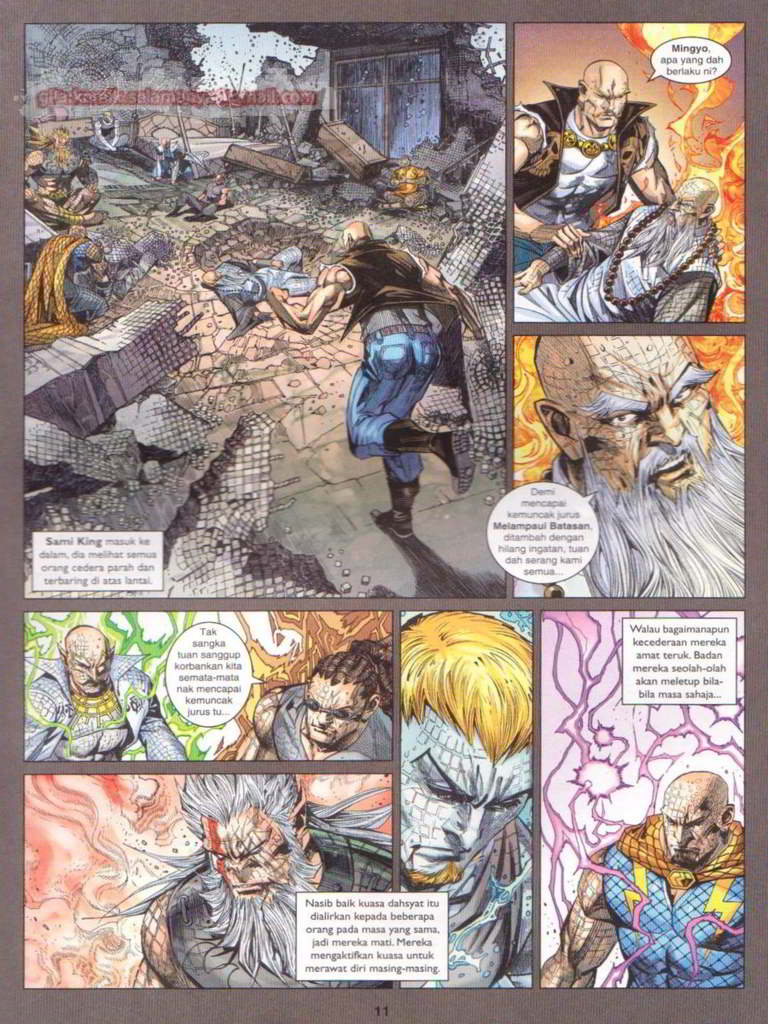 Mingyo,
apa yang dah
berlaku ni?
Sami King masuk ke
dalam, dia melihat semua
orang cedera parah dan
terbaring di atas lantai.
Demi
mencapai
kemuncak jurus
Melampaui Batasan,
ditambah dengan
hilang ingatan, tuan
dah serang kami
semua...
Tak
sangka
tuan sanggup
korbankan kita
semata-mata
nak mencapai
kemuncak
jurus tu...
Walau bagaimanapun
kecederaan mereka
amat teruk. Badan
mereka seolah-olah
akan meletup bila-
bila masa sahaja...
Nasib baik kuasa dahsyat itu
dialirkan kepada beberapa
orang pada masa yang sama,
jadi mereka mati. Mereka
mengaktifkan kuasa untuk
merawat diri masing-masing.
11